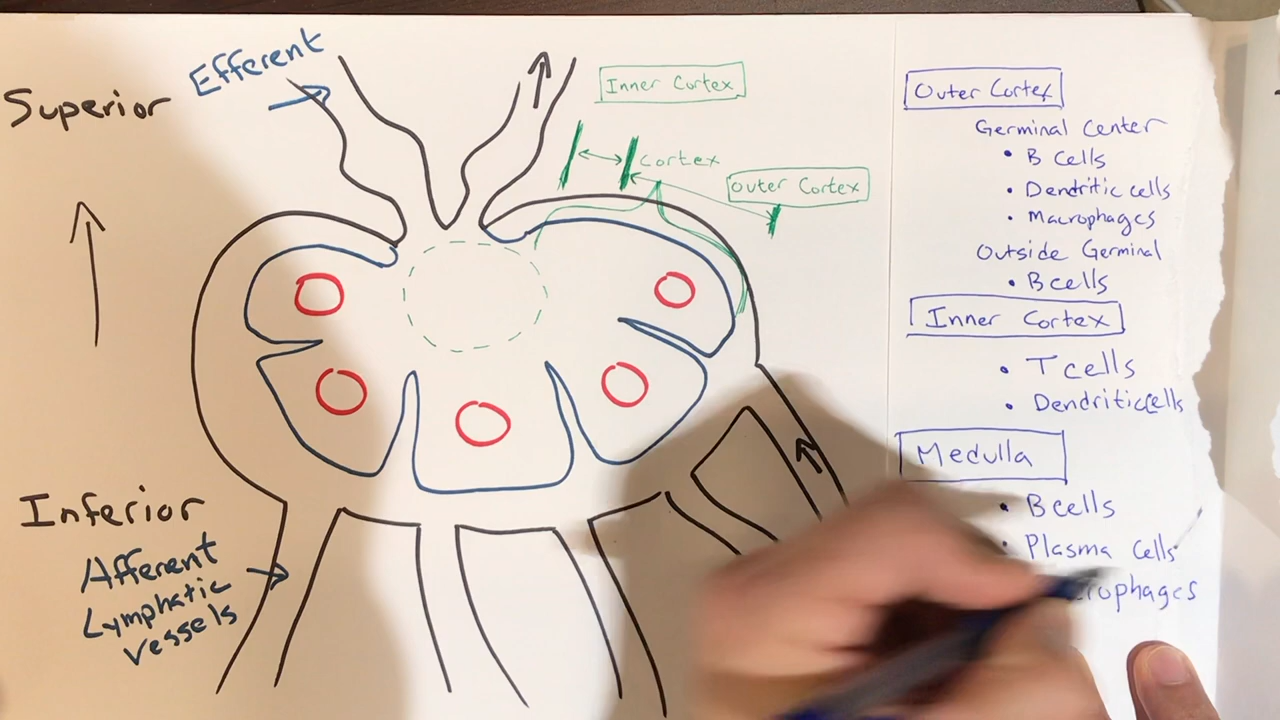 Superior
Efferent
Inner Cortex
Cortex
Outer Cortex
Inferior
Afferent
Lymphatic
Vessels
Outer Cortex
Germinal Center
• B Cells
• Dendritic cells
• Macrophages
Outside Germinal
• B cells
Inner Cortex
• T cells
• Dendritic cells
Medulla
• B cells
• Plasma Cells